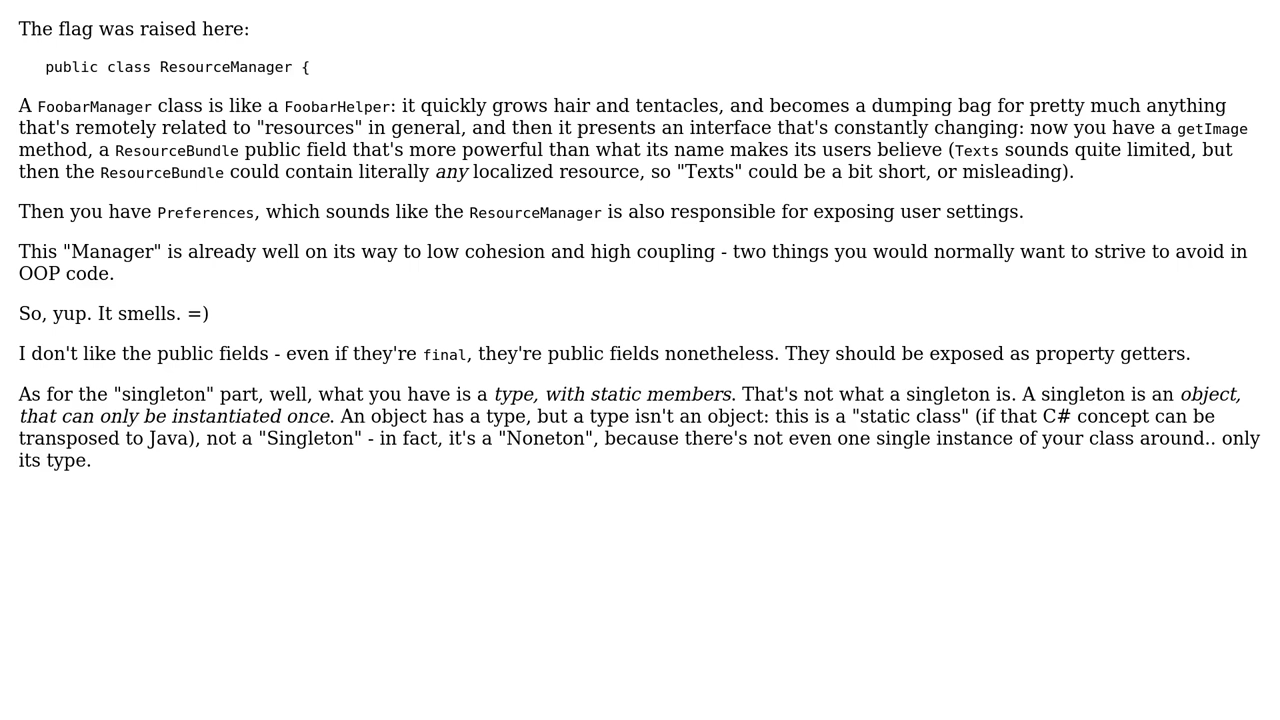 The flag was raised here:
public class ResourceManager {
A FoobarManager class is like a FoobarHelper: it quickly grows hair and tentacles, and becomes a dumping bag for pretty much anything
that's remotely related to "resources" in general, and then it presents an interface that's constantly changing: now you have a getImage
method, a ResourceBundle public field that's more powerful than what its name makes its users believe (Texts sounds quite limited, but
then the ResourceBundle could contain literally any localized resource, so "Texts" could be a bit short, or misleading).
Then you have Preferences, which sounds like the ResourceManager is also responsible for exposing user settings.
This "Manager" is already well on its way to low cohesion and high coupling - two things you would normally want to strive to avoid in
OOP code.
So, yup. It smells. =)
I don't like the public fields - even if they're final, they're public fields nonetheless. They should be exposed as property getters.
As for the "singleton" part, well, what you have is a type, with static members. That's not what a singleton is. A singleton is an object,
that can only be instantiated once. An object has a type, but a type isn't an object: this is a "static class" (if that C# concept can be
transposed to Java), not a "Singleton" - in fact, it's a "Noneton", because there's not even one single instance of your class around.. only
its type.